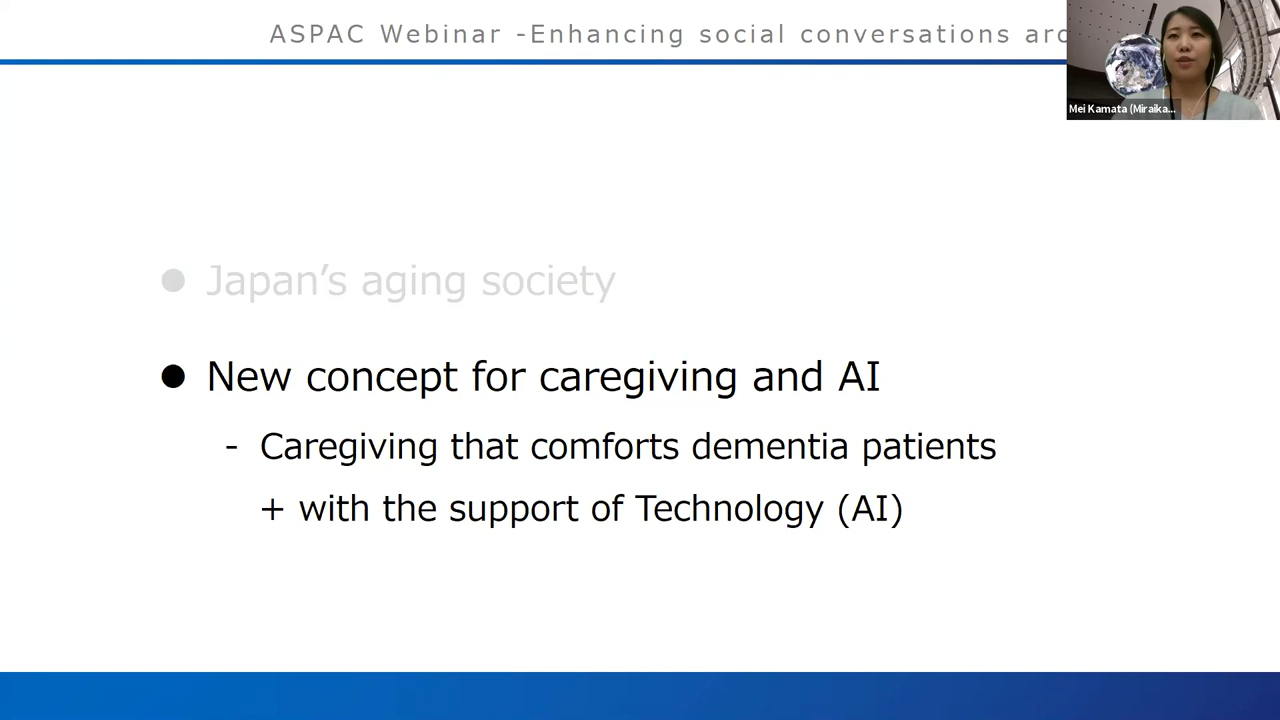 ASPAC Webinar -Enhancing social conversations
Mei Kamata (Miraika...
● Japan’s aging society
● New concept for caregiving and AI
- Caregiving that comforts dementia patients
+ with the support of Technology (AI)